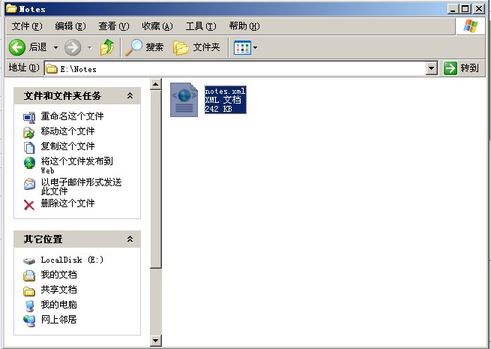 Notes
文件(F) 编辑(E) 查看(V) 收藏(A) 工具(T) 帮助(H)
后退 搜索 文件夹
地址(D) E:\Notes 转到
文件和文件夹任务
重命名这个文件
移动这个文件
复制这个文件
将这个文件发布到
Web
以电子邮件形式发送
此文件
删除这个文件
其它位置
LocalDisk (E:)
我的文档
共享文档
我的电脑
网上邻居
notes.xml
XML 文档
242 KB